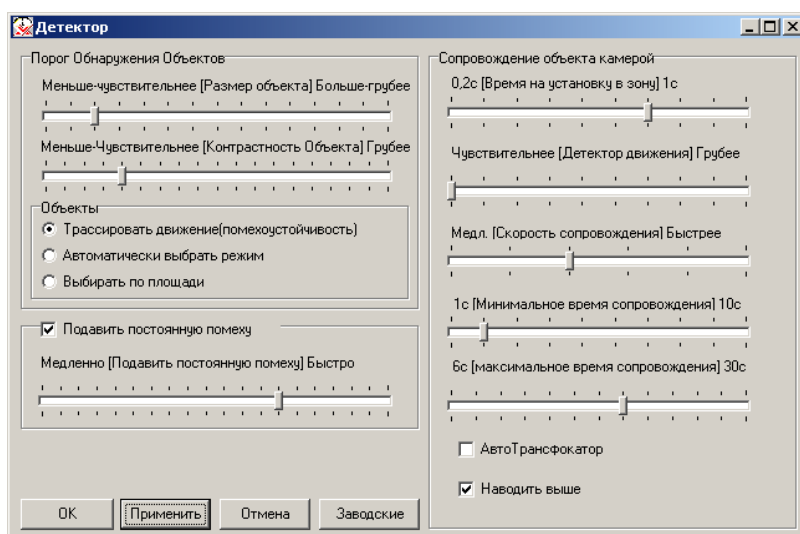 Детектор
Порог Обнаружения Объектов
Меньше-чувствительнее [Размер объекта] Больше-грубее
Меньше-Чувствительнее [Контрастность Объекта] Грубее
Объекты
Трассировать движение(помехоустойчивость)
Автоматически выбрать режим
Выбирать по площади
Подавить постоянную помеху
Медленно [Подавить постоянную помеху] Быстро
OK
Применить
Отмена
Заводские
Сопровождение объекта камерой
0,2с [Время на установку в зону] 1с
Чувствительнее [Детектор движения] Грубее
Медл. [Скорость сопровождения] Быстрее
1с [Минимальное время сопровождения] 10с
6с [максимальное время сопровождения] 30с
АвтоТрансфокатор
Наводить выше